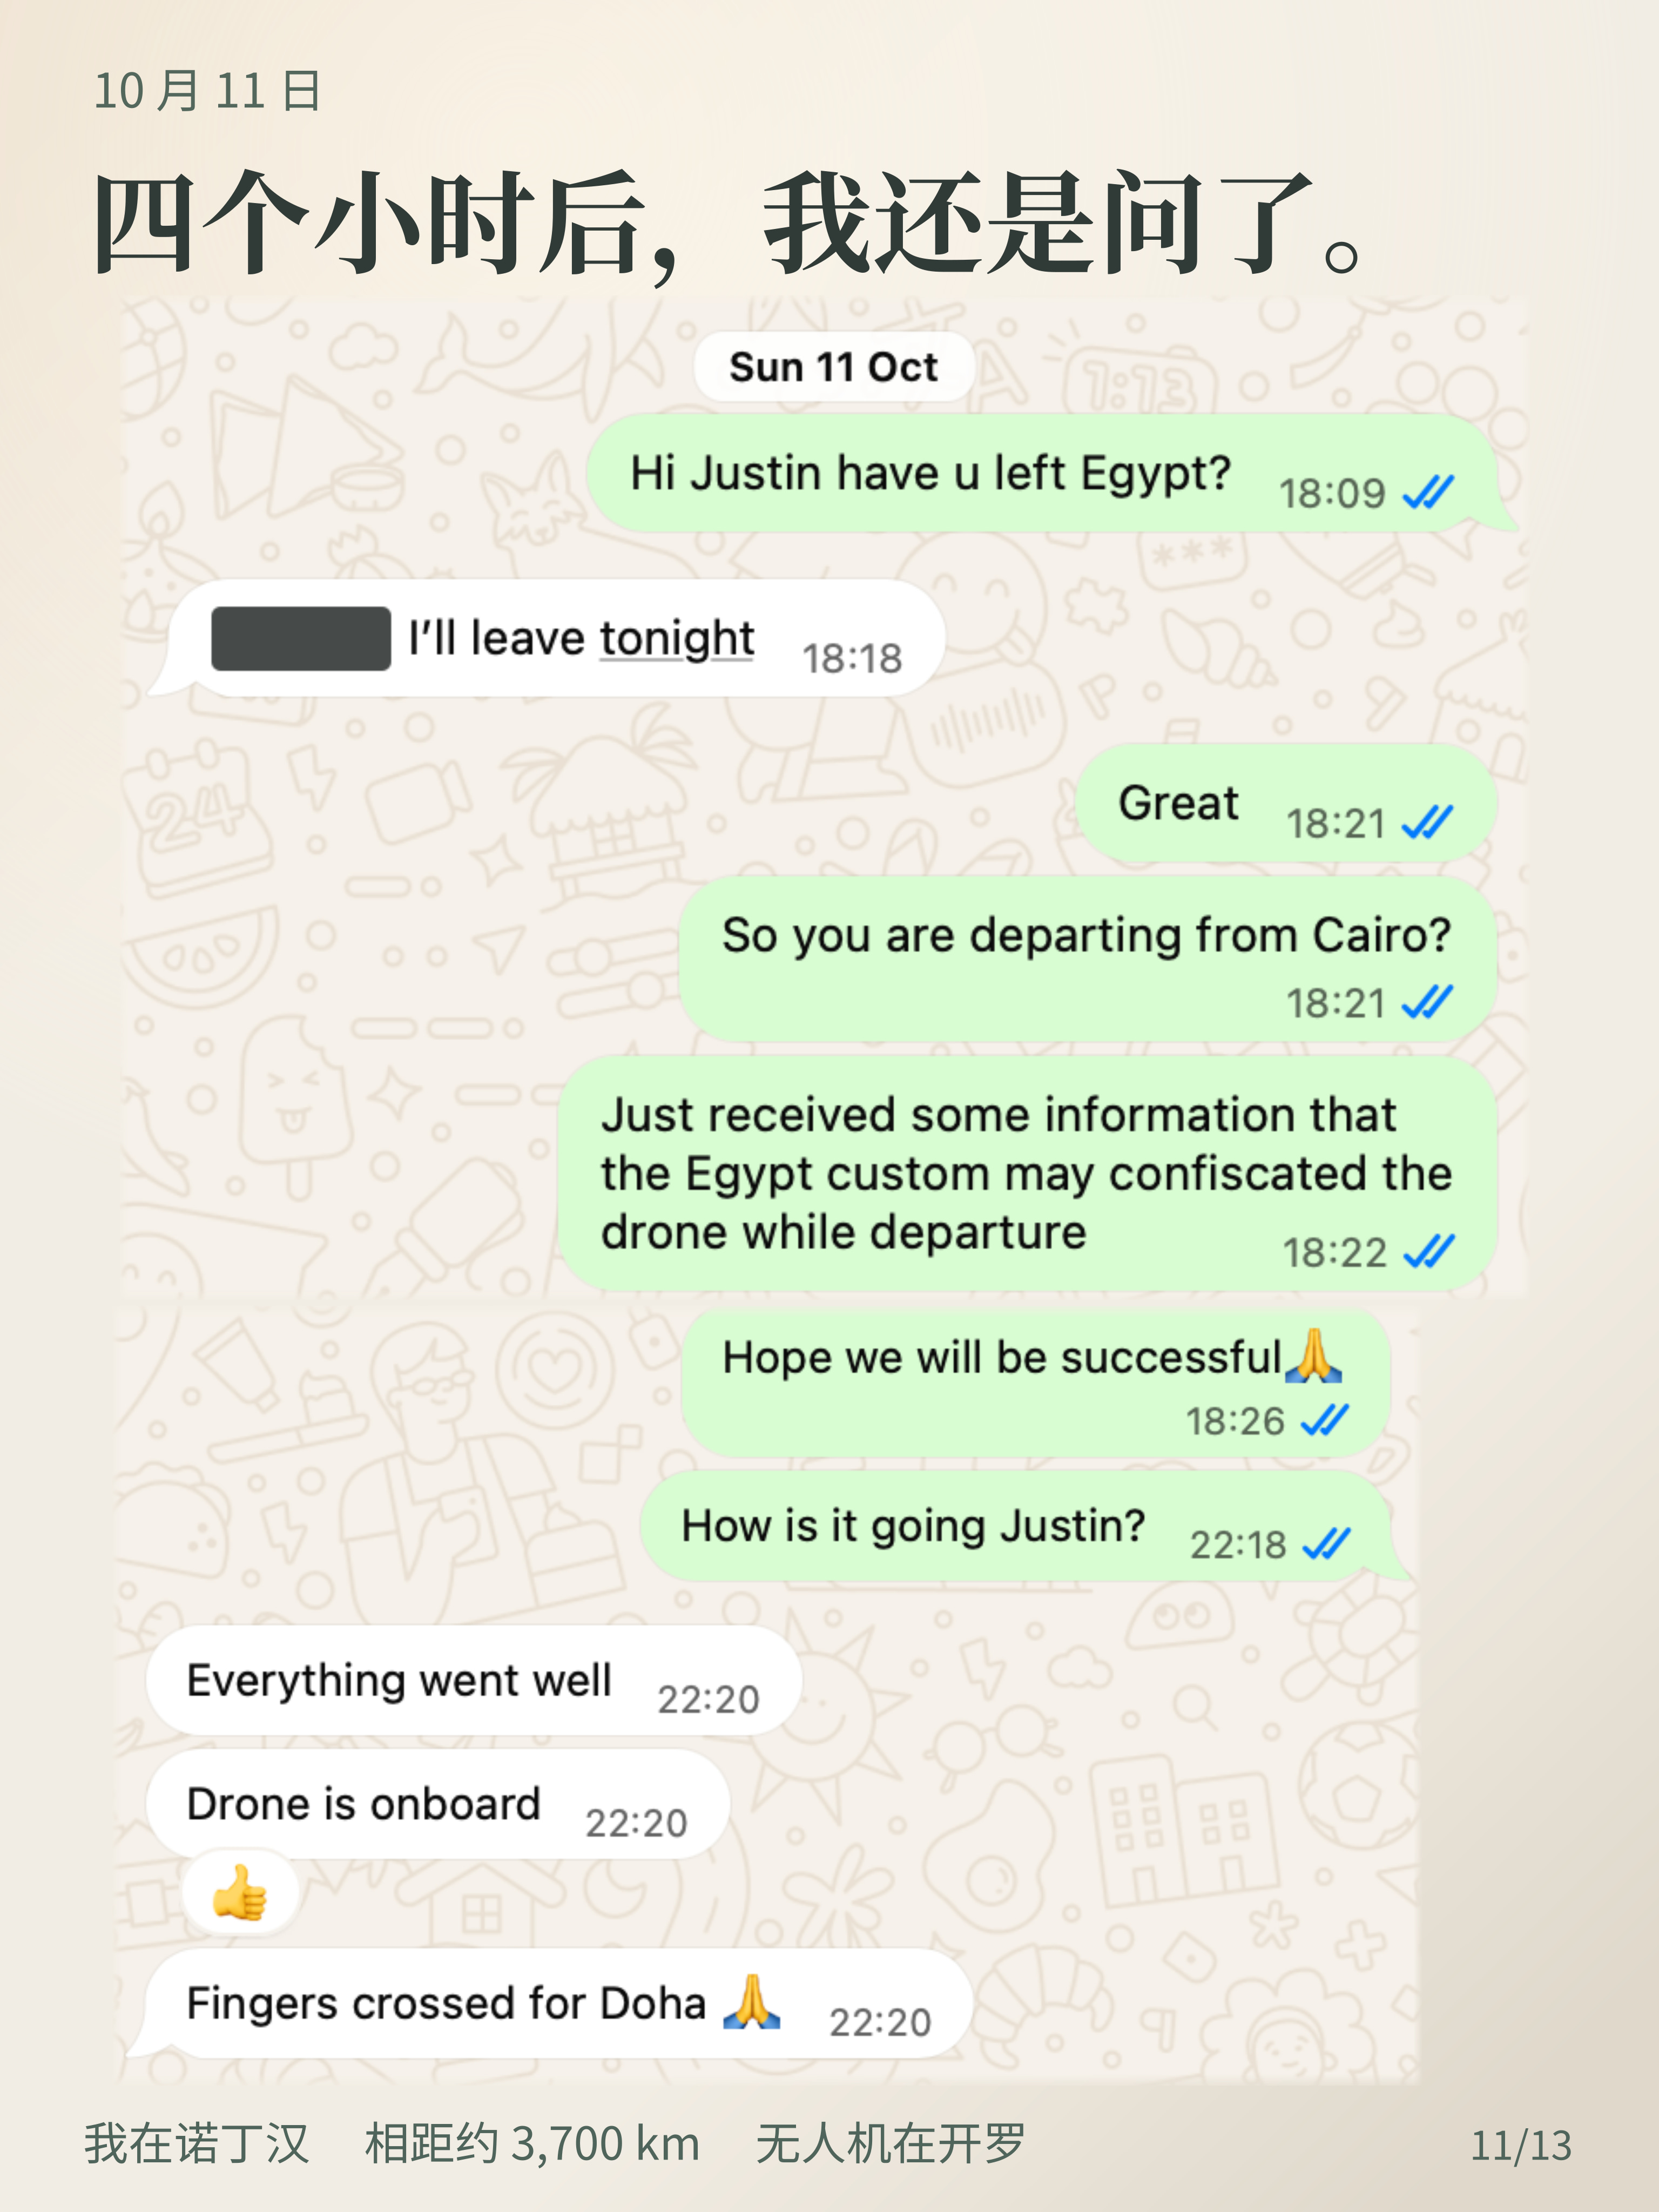 10 月 11 日
四个小时后，我还是问了。
Sun 11 Oct
Hi Justin have u left Egypt? 18:09
I’ll leave tonight 18:18
Great 18:21
So you are departing from Cairo?
18:21
Just received some information that
the Egypt custom may confiscated the
drone while departure 18:22
Hope we will be successful🙏
18:26
How is it going Justin? 22:18
Everything went well 22:20
Drone is onboard 22:20
👍
Fingers crossed for Doha 🙏 22:20
我在诺丁汉 相距约 3,700 km 无人机在开罗 11/13